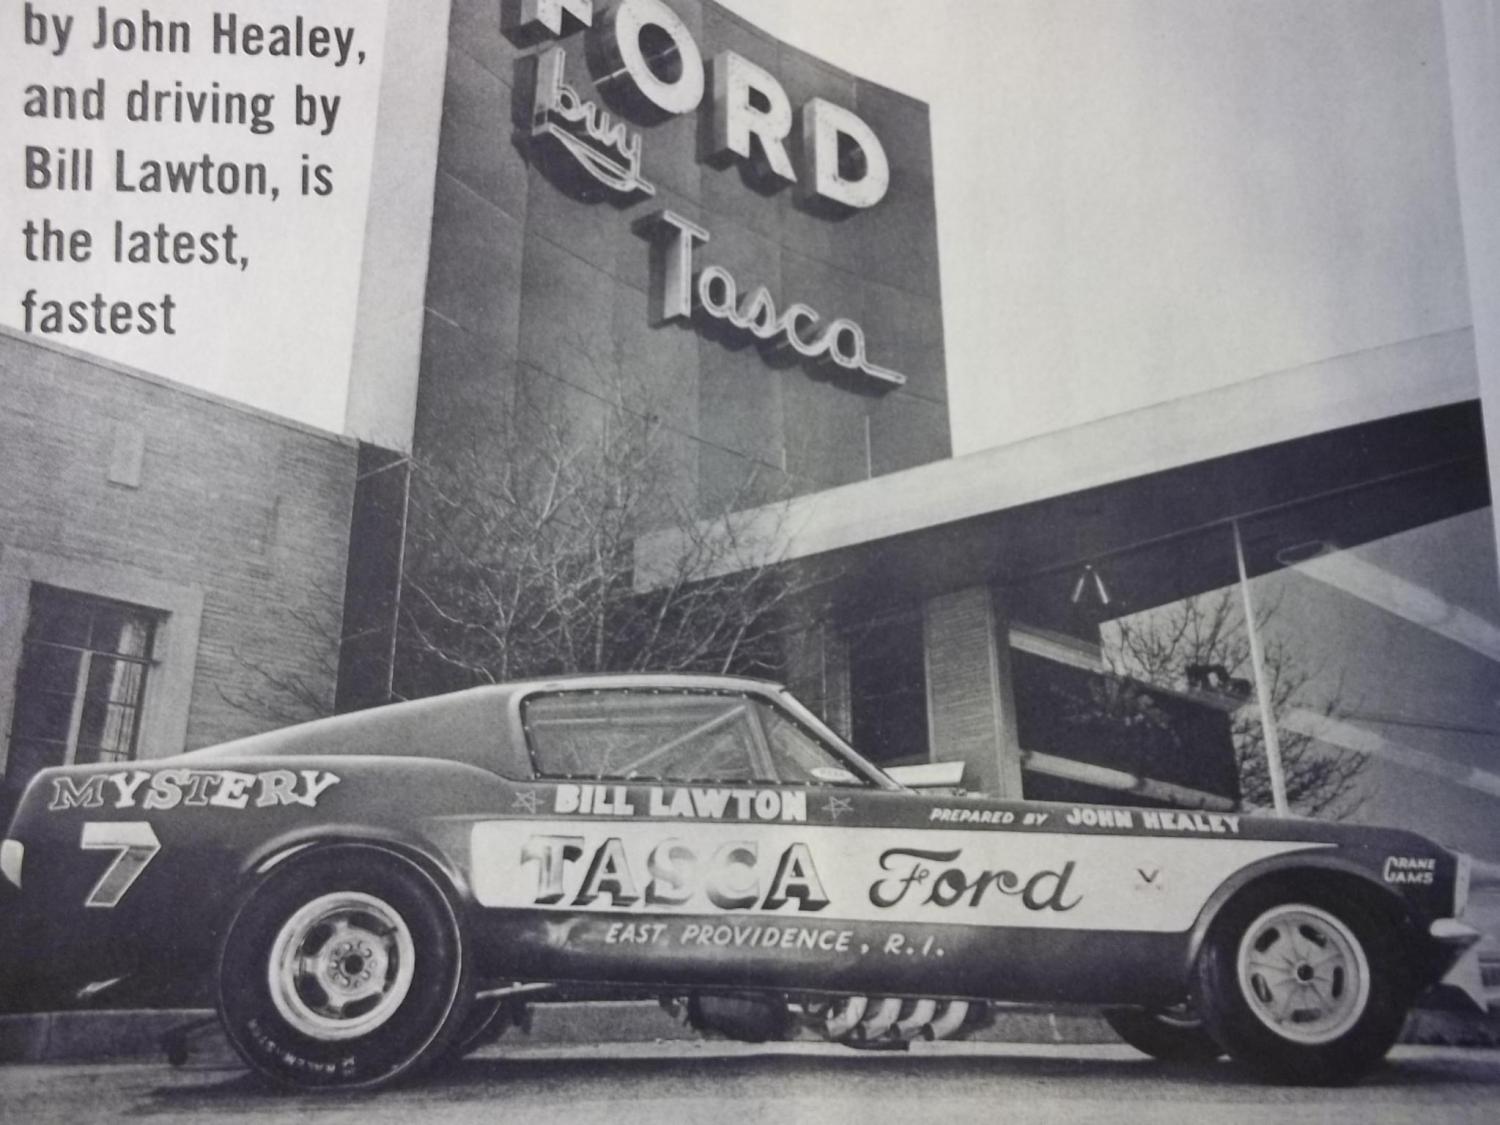 by John Healey,
and driving by
Bill Lawton, is
the latest,
fastest
FORD
buy
Tasca
MYSTERY
7
BILL LAWTON
PREPARED BY JOHN HEALEY
TASCA Ford
CRANE
CAMS
EAST PROVIDENCE, R.I.